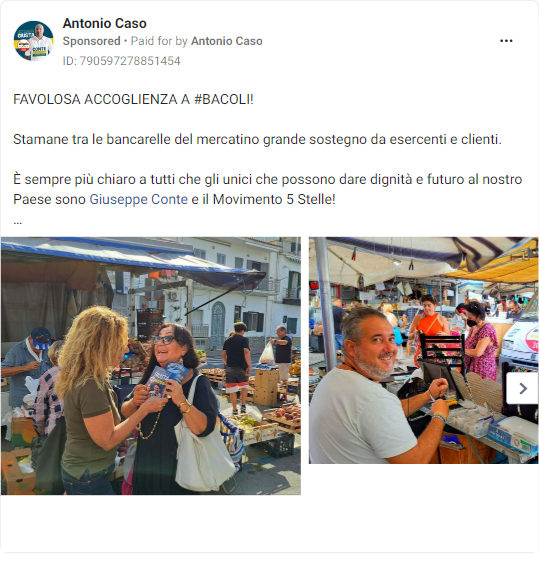 Antonio Caso
Sponsored • Paid for by Antonio Caso
ID: 790597278851454
FAVOLOSA ACCOGLIENZA A #BACOLI!
Stamane tra le bancarelle del mercatino grande sostegno da esercenti e clienti.
È sempre più chiaro a tutti che gli unici che possono dare dignità e futuro al nostro
Paese sono Giuseppe Conte e il Movimento 5 Stelle!
...